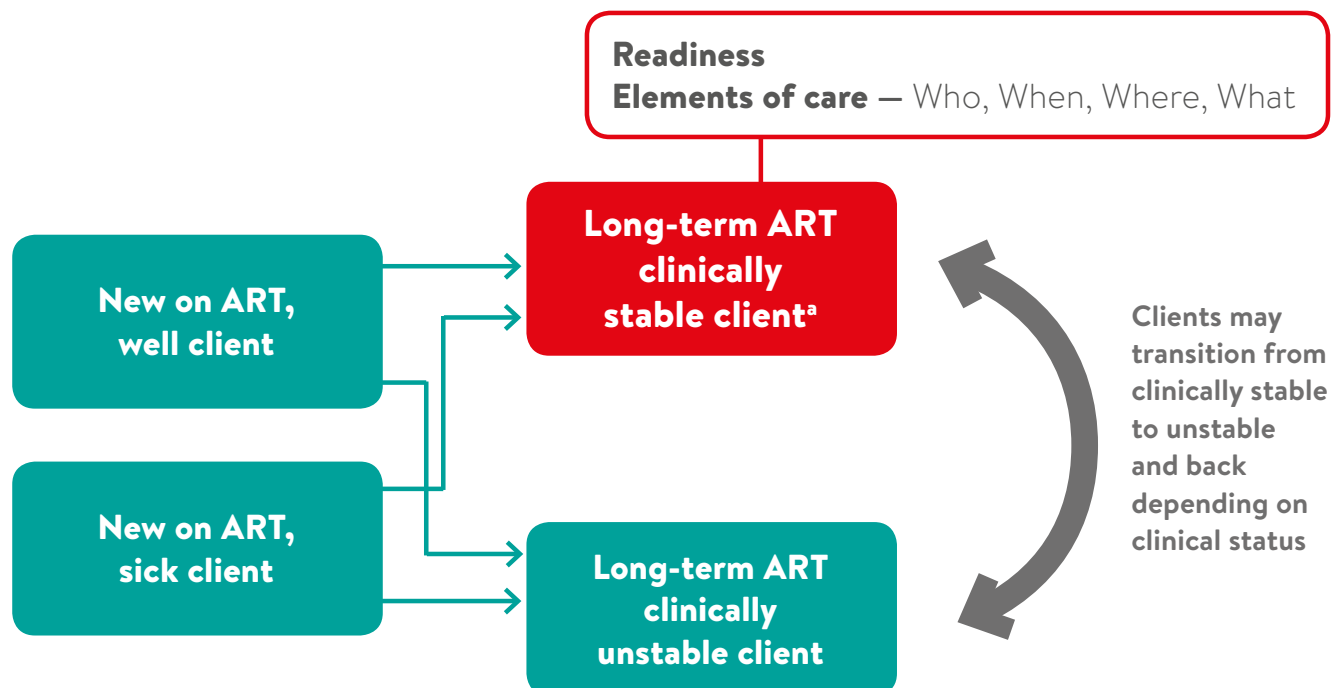 Readiness
Elements of care — Who, When, Where, What
Long-term ART
clinically
stable clientª
New on ART,
well client
Clients may
transition from
clinically stable
to unstable
and back
depending on
clinical status
New on ART,
sick client
Long-term ART
clinically
unstable client